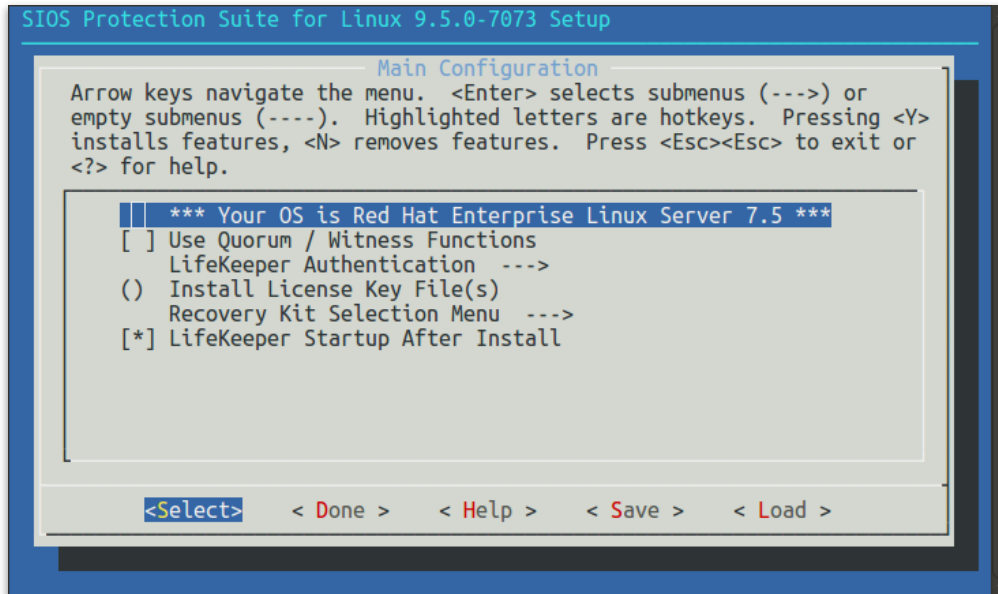 SIOS Protection Suite for Linux 9.5.0-7073 Setup
Main Configuration
Arrow keys navigate the menu.  <Enter> selects submenus (--->) or
empty submenus (----).  Highlighted letters are hotkeys.  Pressing <Y>
installs features, <N> removes features.  Press <Esc><Esc> to exit or
<?> for help.
*** Your OS is Red Hat Enterprise Linux Server 7.5 ***
[ ] Use Quorum / Witness Functions
LifeKeeper Authentication  --->
()  Install License Key File(s)
Recovery Kit Selection Menu  --->
[*] LifeKeeper Startup After Install
<Select>    < Done >    < Help >    < Save >    < Load >